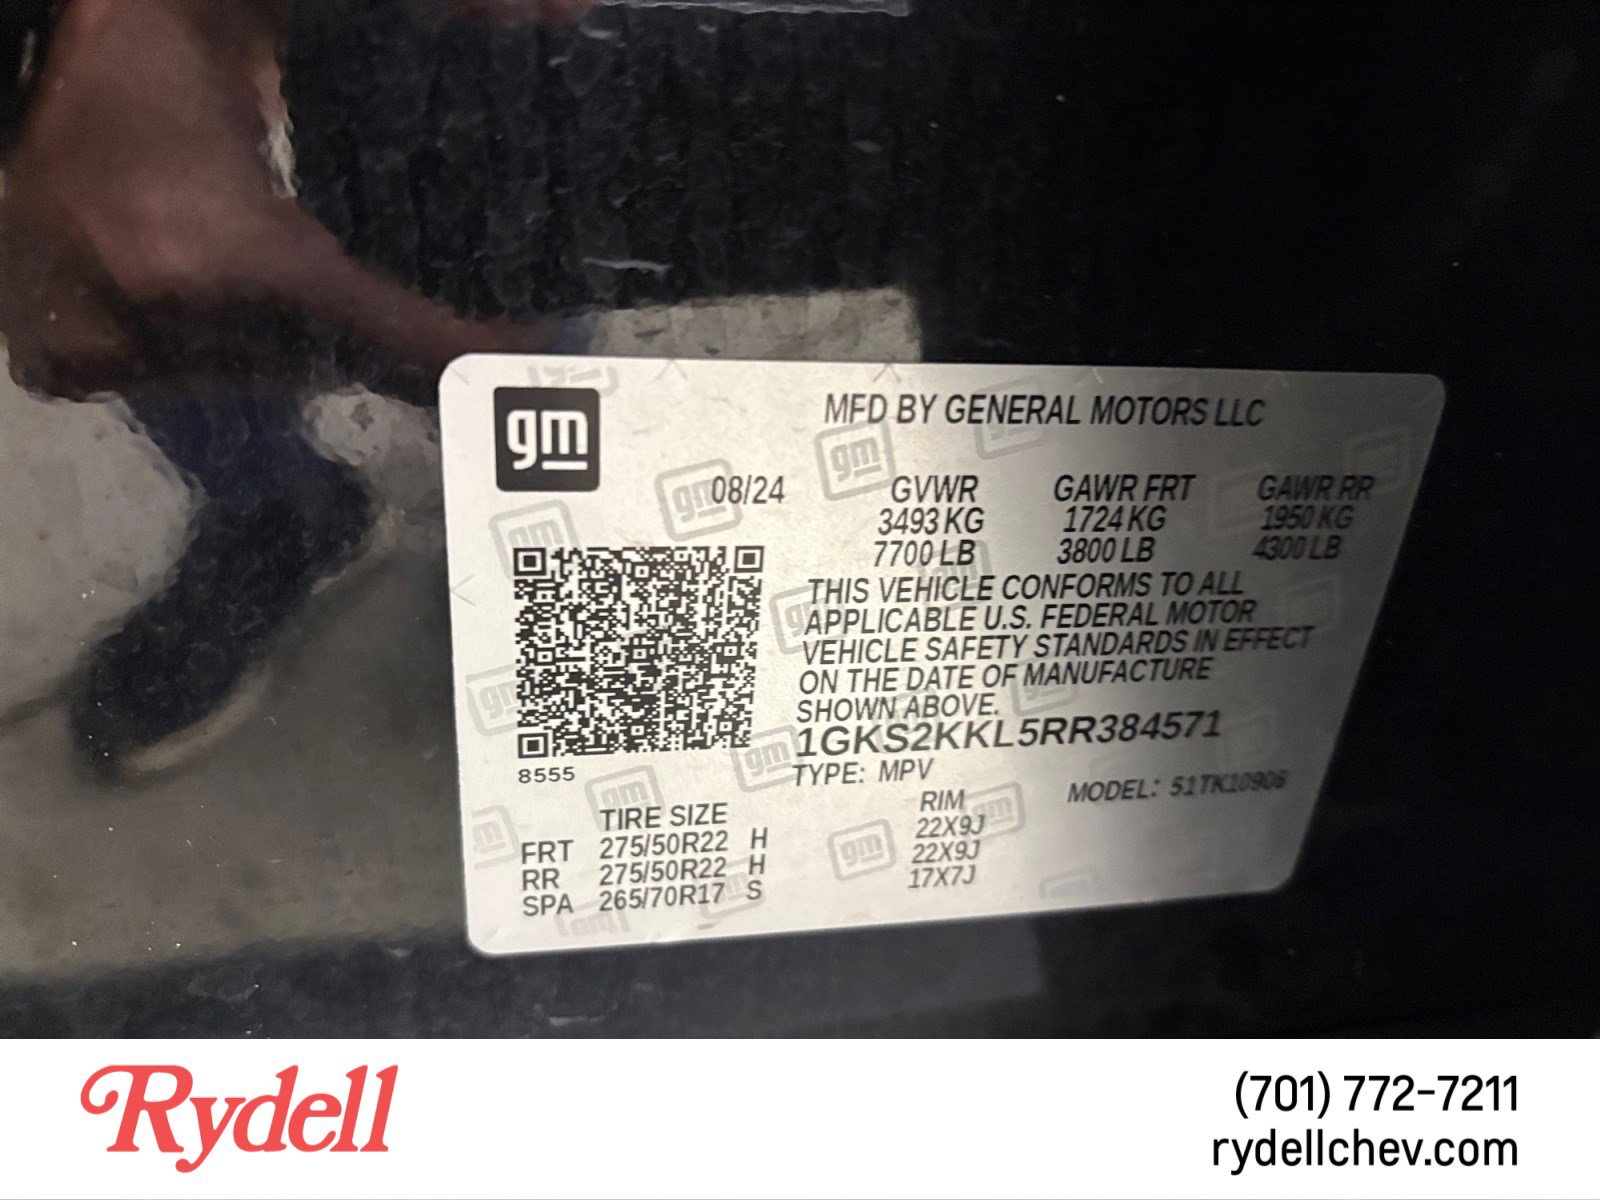 gm
MFD BY GENERAL MOTORS LLC
08/24 GVWR GAWR FRT GAWR RR
3493 KG 1724 KG 1950 KG
7700 LB 3800 LB 4300 LB
THIS VEHICLE CONFORMS TO ALL
APPLICABLE U.S. FEDERAL MOTOR
VEHICLE SAFETY STANDARDS IN EFFECT
ON THE DATE OF MANUFACTURE
SHOWN ABOVE.
1GKS2KKL5RR384571
8555
TYPE: MPV MODEL: 51TK10906
TIRE SIZE RIM
FRT 275/50R22 H 22X9J
RR 275/50R22 H 22X9J
SPA 265/70R17 S 17X7J
Rydell
(701) 772-7211
rydellchev.com